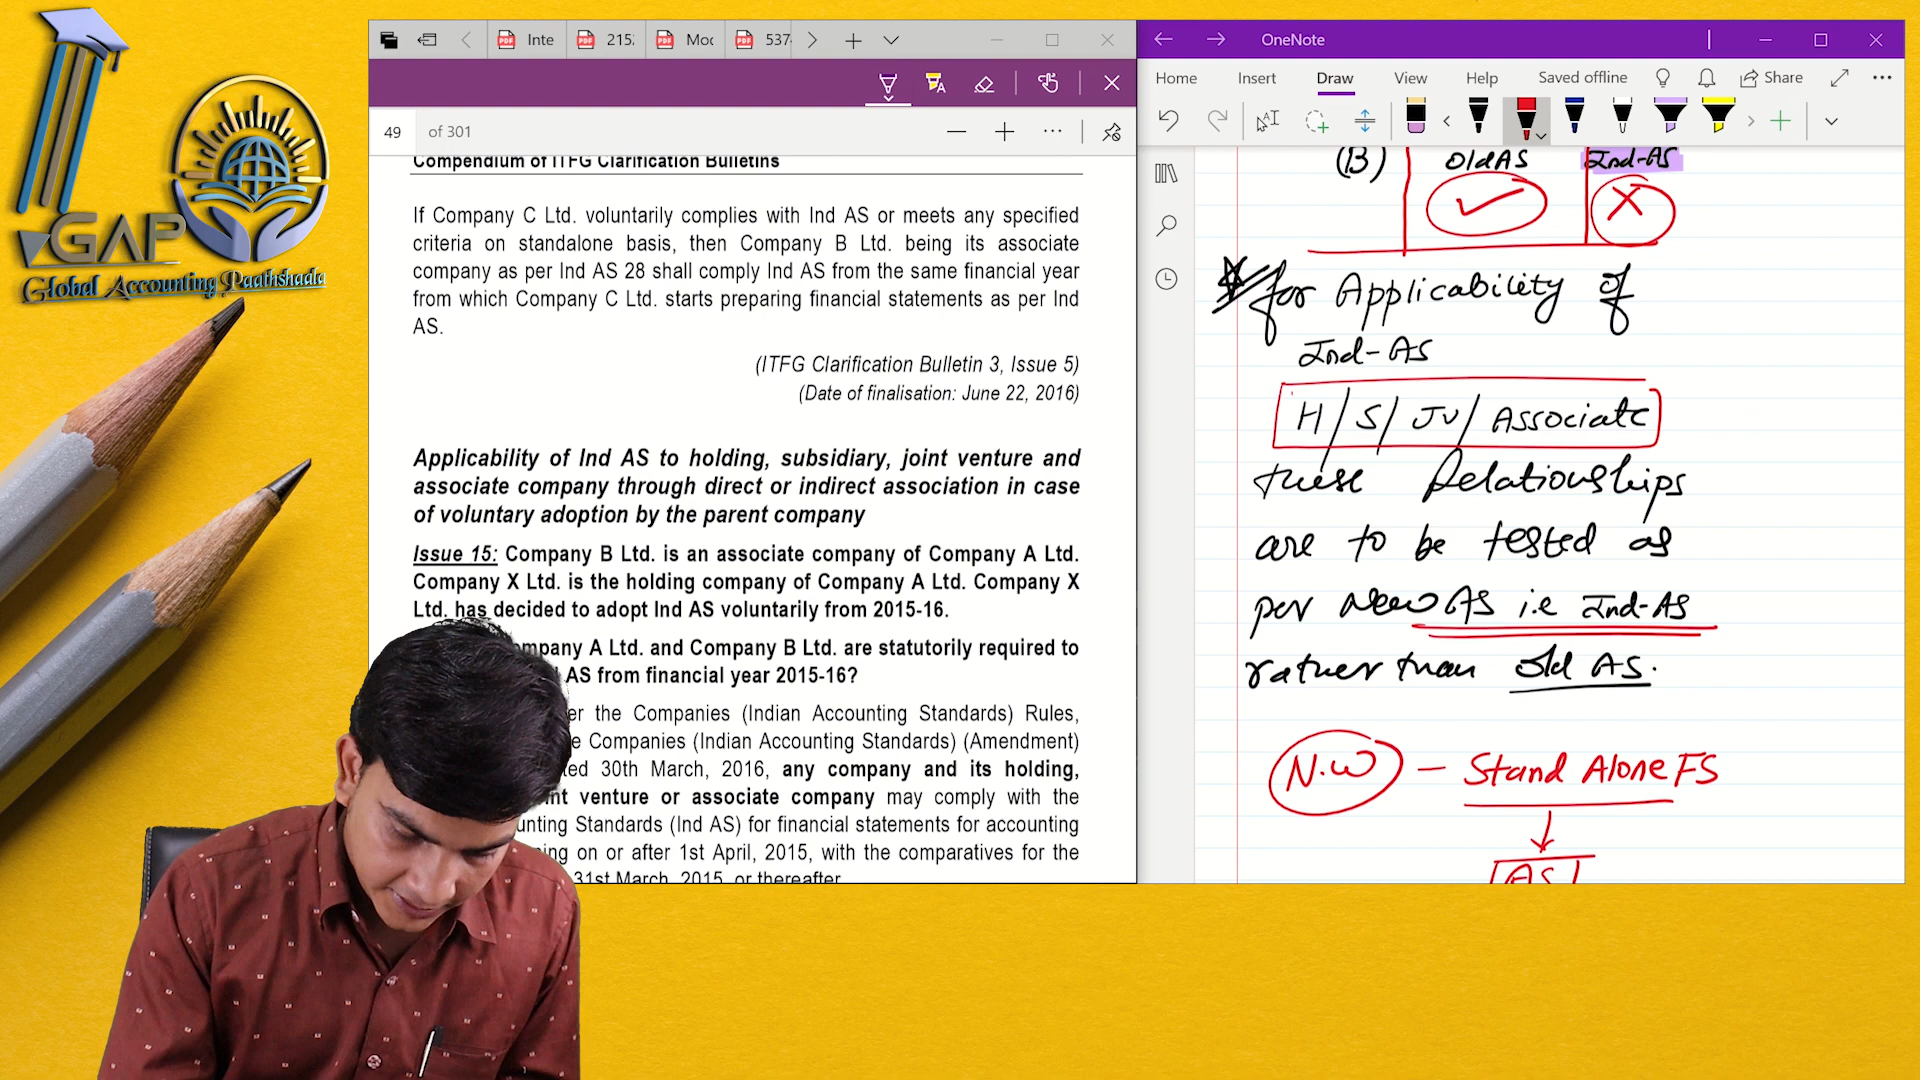 GAP
Global Accounting Paathshada
Inte
215
Moc
537
49
of 301
Compendium of ITFG Clarification Bulletins
If Company C Ltd. voluntarily complies with Ind AS or meets any specified
criteria on standalone basis, then Company B Ltd. being its associate
company as per Ind AS 28 shall comply Ind AS from the same financial year
from which Company C Ltd. starts preparing financial statements as per Ind
AS.
(ITFG Clarification Bulletin 3, Issue 5)
(Date of finalisation: June 22, 2016)
Applicability of Ind AS to holding, subsidiary, joint venture and
associate company through direct or indirect association in case
of voluntary adoption by the parent company
Issue 15: Company B Ltd. is an associate company of Company A Ltd.
Company X Ltd. is the holding company of Company A Ltd. Company X
Ltd. has decided to adopt Ind AS voluntarily from 2015-16.
mpany A Ltd. and Company B Ltd. are statutorily required to
AS from financial year 2015-16?
er the Companies (Indian Accounting Standards) Rules,
e Companies (Indian Accounting Standards) (Amendment)
ted 30th March, 2016, any company and its holding,
nt venture or associate company may comply with the
unting Standards (Ind AS) for financial statements for accounting
ing on or after 1st April, 2015, with the comparatives for the
31st March, 2015, or thereafter
OneNote
Home Insert Draw View Help Saved offline Share
(B) Old AS Ind-AS
for Applicability of
Ind-AS
H/S/JV/Associate
these Relationships
are to be tested as
per New AS i.e Ind-AS
rather than old AS.
N.W – Stand Alone FS
AS